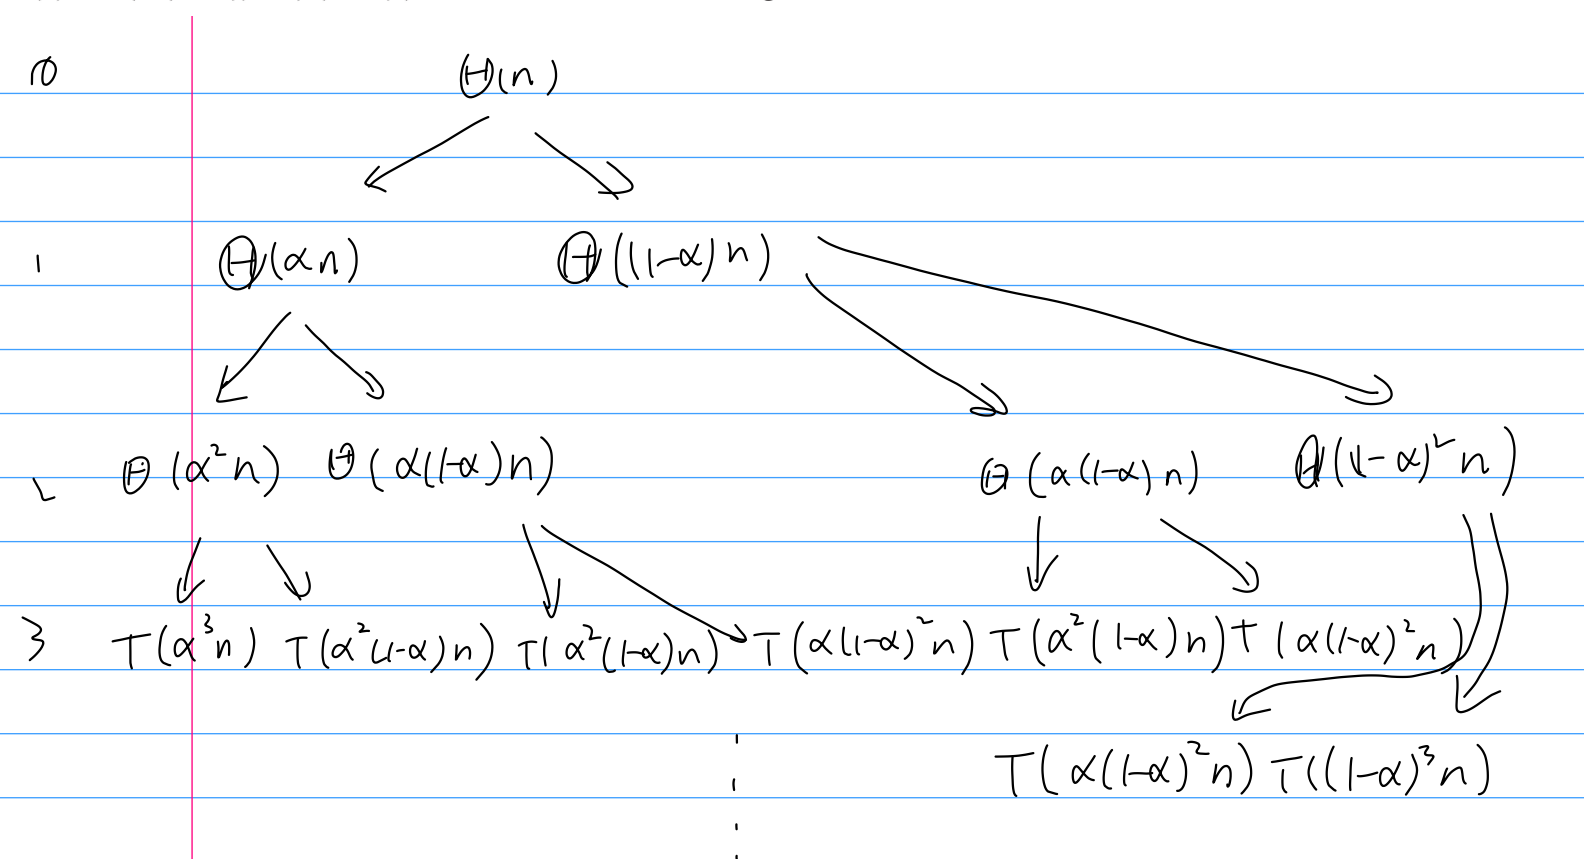 0 Θ(n)
1 Θ(αn) Θ((1-α)n)
2 Θ(α²n) Θ(α(1-α)n) Θ(α(1-α)n) Θ(1-α)²n)
3 T(α³n) T(α²(1-α)n) T(α²(1-α)n) T(α(1-α)²n) T(α²(1-α)n) T(α(1-α)²n)
T(α(1-α)²n) T((1-α)³n)